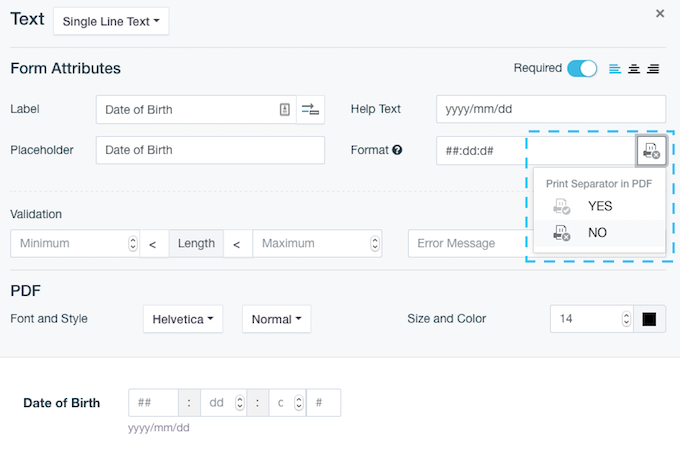 Text Single Line Text
×
Form Attributes
Required
Label Date of Birth Help Text yyyy/mm/dd
Placeholder Date of Birth Format ##:dd:d#
Print Separator in PDF
YES
NO
Validation
Minimum < Length < Maximum Error Message
PDF
Font and Style Helvetica Normal Size and Color 14
Date of Birth ## : dd : d #
yyyy/mm/dd